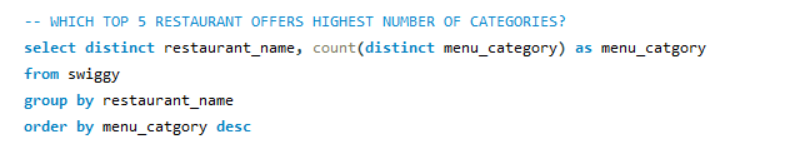 -- WHICH TOP 5 RESTAURANT OFFERS HIGHEST NUMBER OF CATEGORIES?
select distinct restaurant_name, count(distinct menu_category) as menu_catgory
from swiggy
group by restaurant_name
order by menu_catgory desc